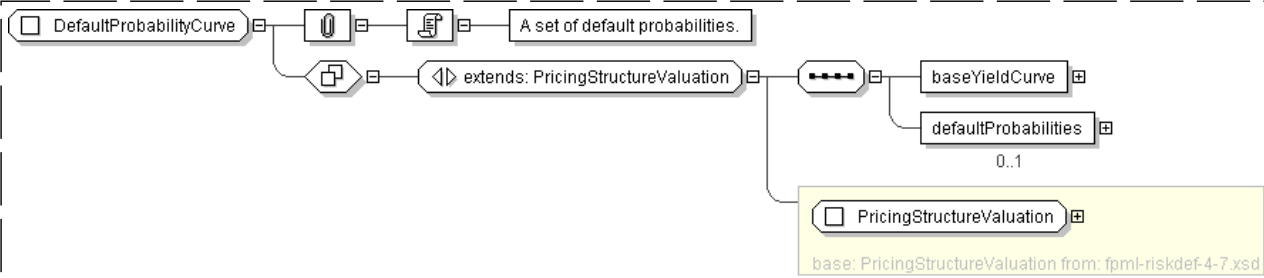 DefaultProbabilityCurve
A set of default probabilities.
extends: PricingStructureValuation
baseYieldCurve
defaultProbabilities
0..1
PricingStructureValuation
base: PricingStructureValuation from: fpml-riskdef-4-7.xsd